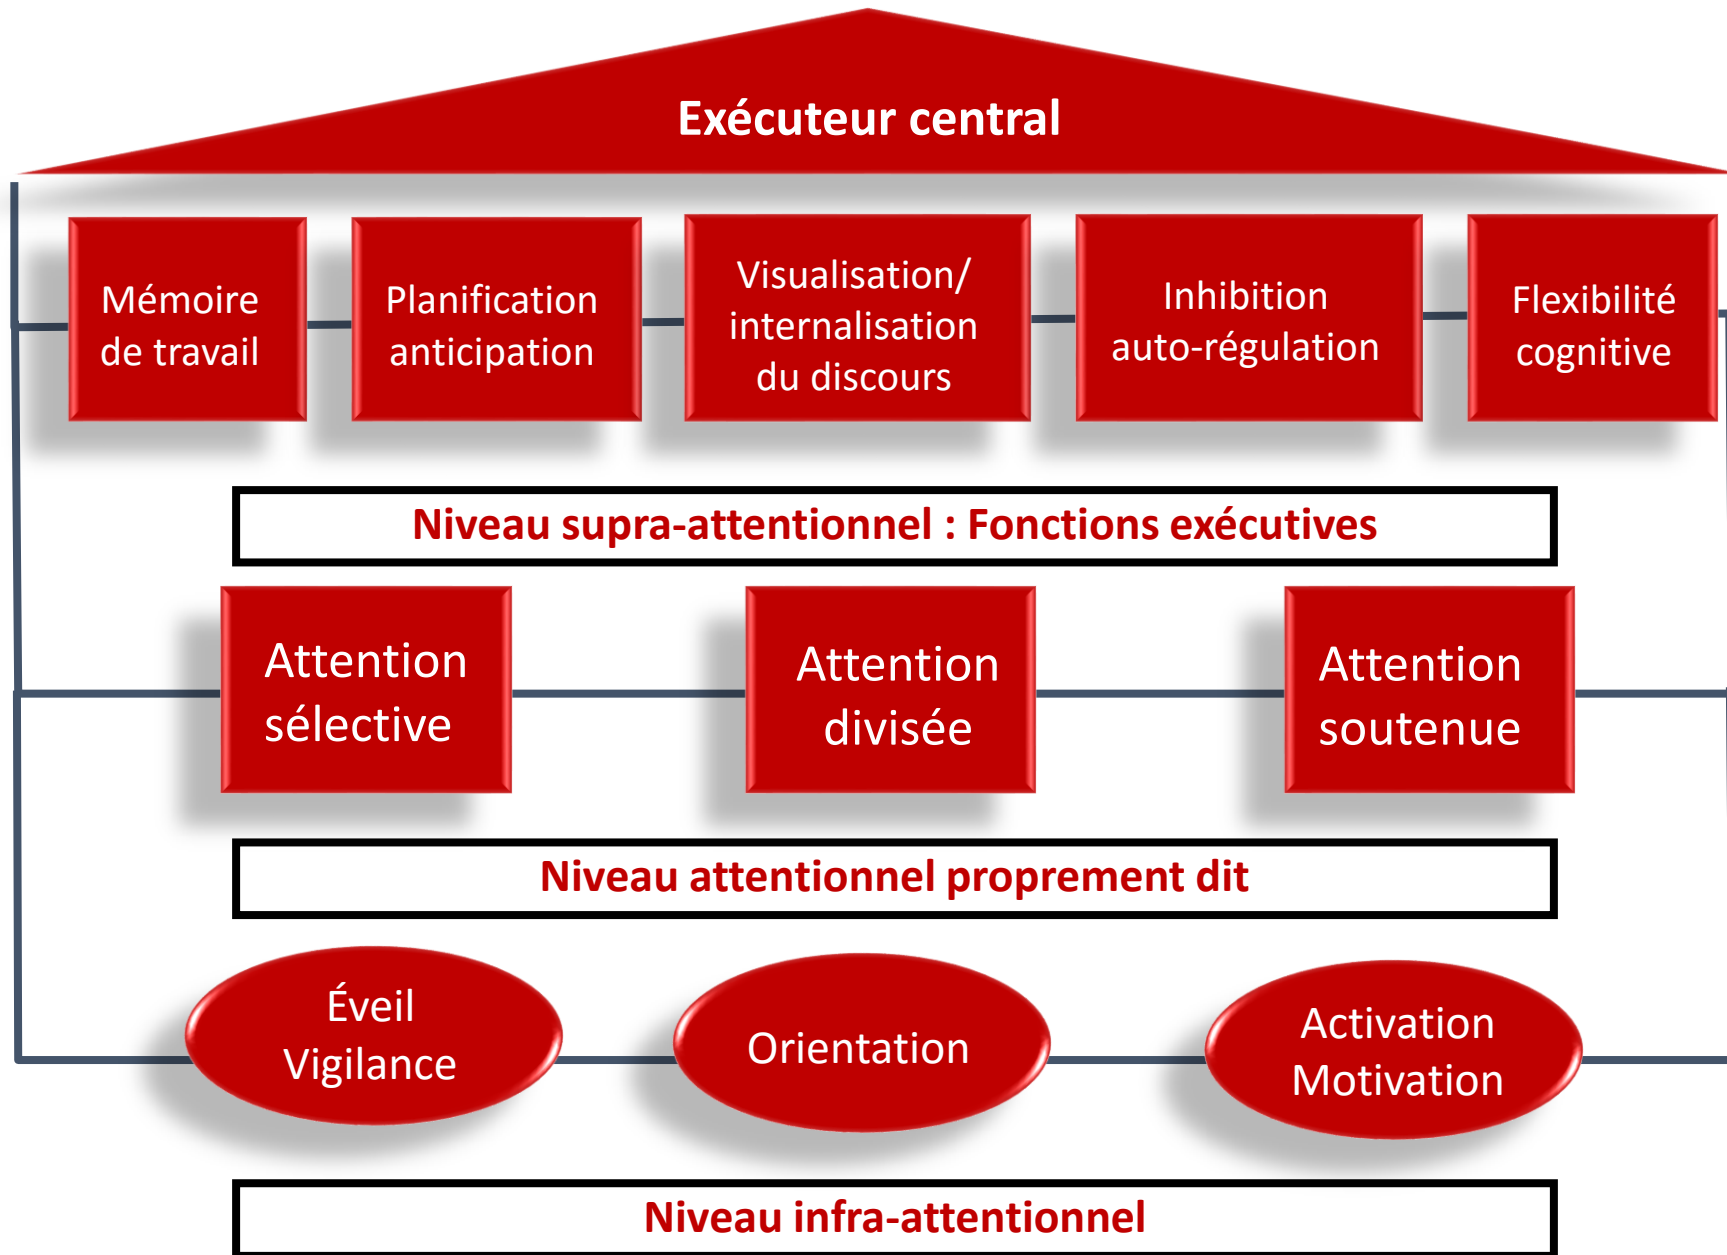 Exécuteur central
Mémoire
de travail
Planification
anticipation
Visualisation/
internalisation
du discours
Inhibition
auto-régulation
Flexibilité
cognitive
Niveau supra-attentionnel : Fonctions exécutives
Attention
sélective
Attention
divisée
Attention
soutenue
Niveau attentionnel proprement dit
Éveil
Vigilance
Orientation
Activation
Motivation
Niveau infra-attentionnel